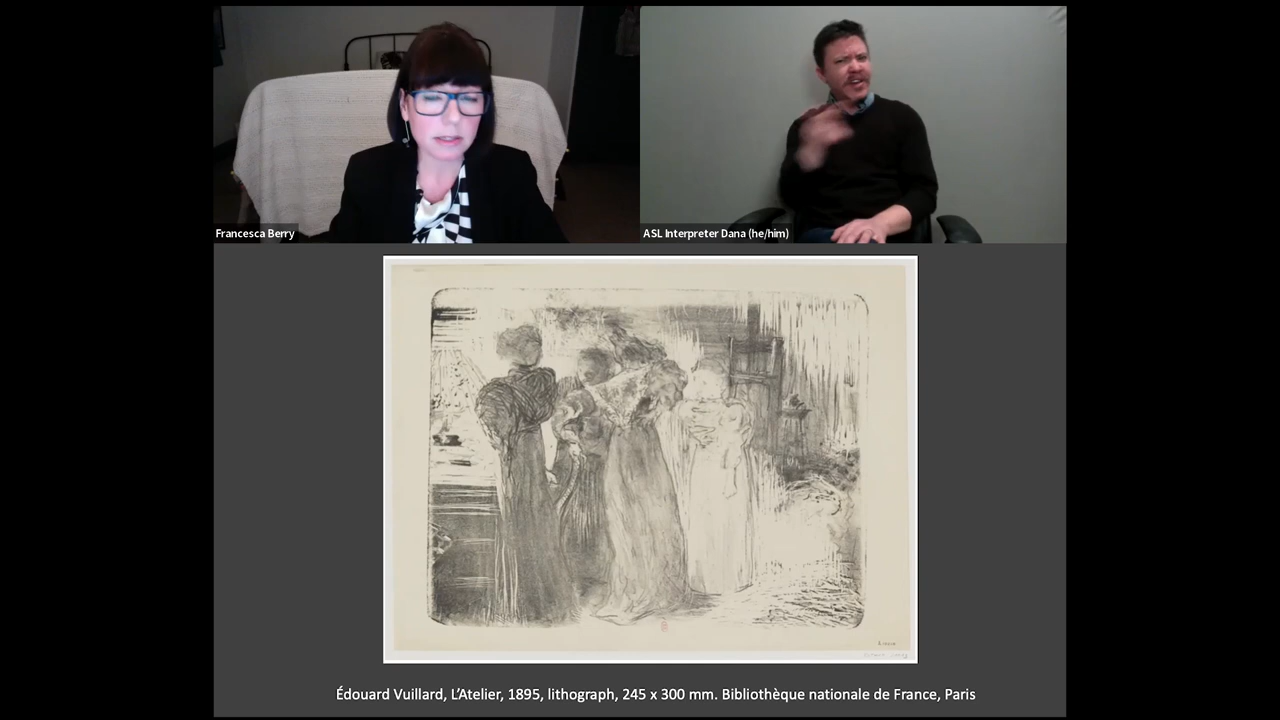 Francesca Berry
ASL Interpreter Dana (he/him)
Édouard Vuillard, L’Atelier, 1895, lithograph, 245 x 300 mm. Bibliothèque nationale de France, Paris